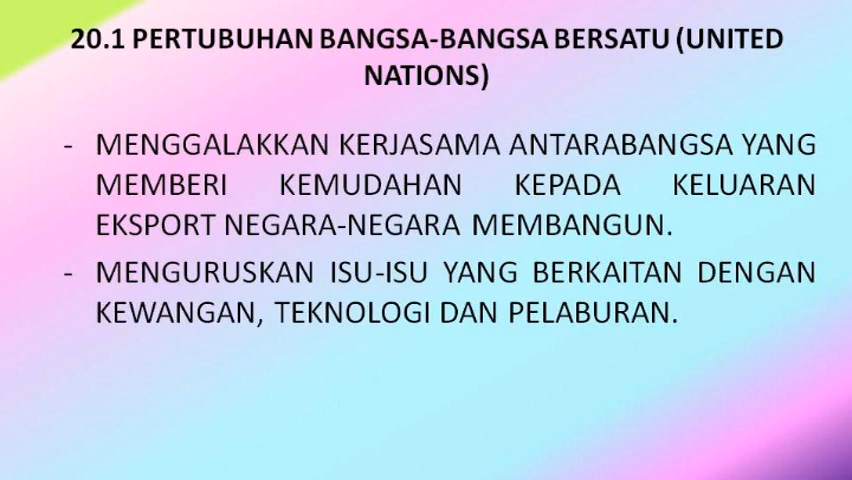 20.1 PERTUBUHAN BANGSA-BANGSA BERSATU (UNITED
NATIONS)
- MENGGALAKKAN KERJASAMA ANTARABANGSA YANG
MEMBERI KEMUDAHAN KEPADA KELUARAN
EKSPORT NEGARA-NEGARA MEMBANGUN.
- MENGURUSKAN ISU-ISU YANG BERKAITAN DENGAN
KEWANGAN, TEKNOLOGI DAN PELABURAN.